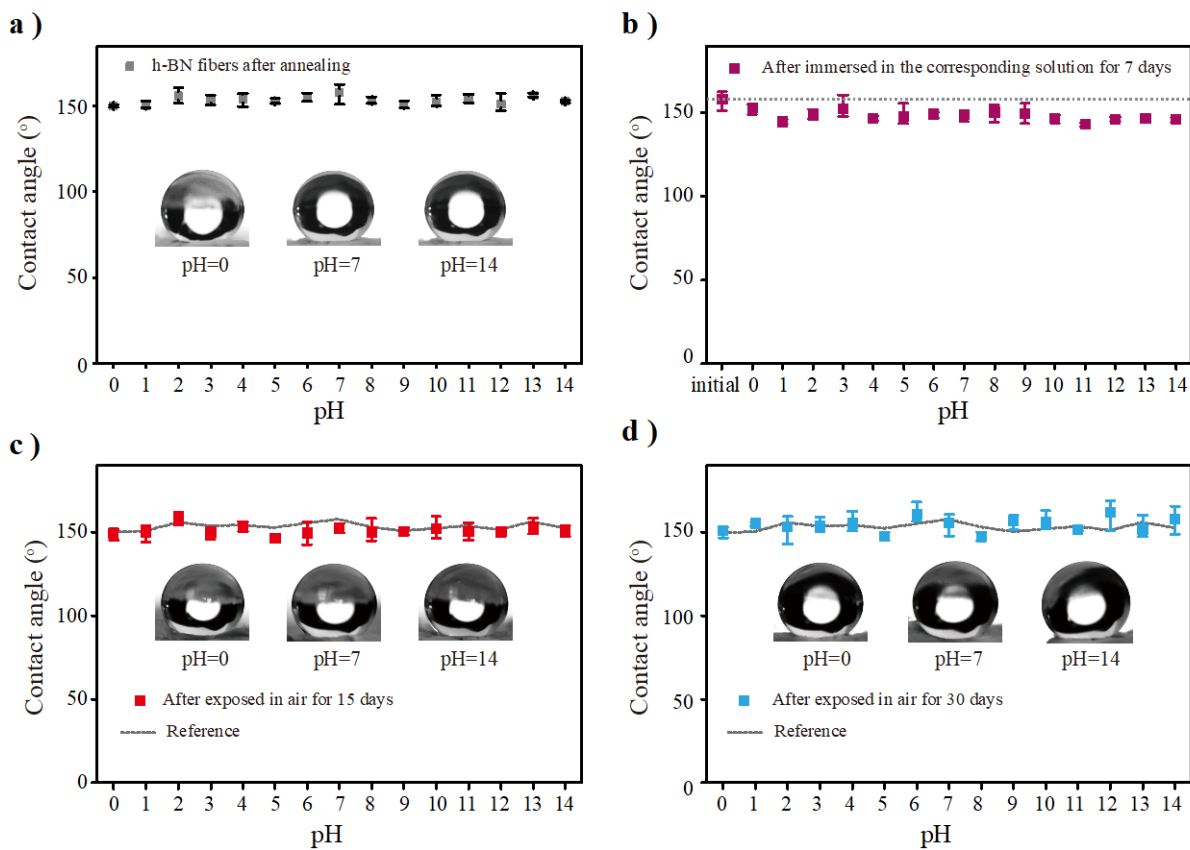 a )
h-BN fibers after annealing
150
100
50
0
Contact angle (°)
pH=0 pH=7 pH=14
0 1 2 3 4 5 6 7 8 9 10 11 12 13 14
pH
b )
After immersed in the corresponding solution for 7 days
150
100
50
0
Contact angle (°)
initial 0 1 2 3 4 5 6 7 8 9 10 11 12 13 14
pH
c )
150
100
50
0
Contact angle (°)
pH=0 pH=7 pH=14
After exposed in air for 15 days
Reference
0 1 2 3 4 5 6 7 8 9 10 11 12 13 14
pH
d )
150
100
50
0
Contact angle (°)
pH=0 pH=7 pH=14
After exposed in air for 30 days
Reference
0 1 2 3 4 5 6 7 8 9 10 11 12 13 14
pH